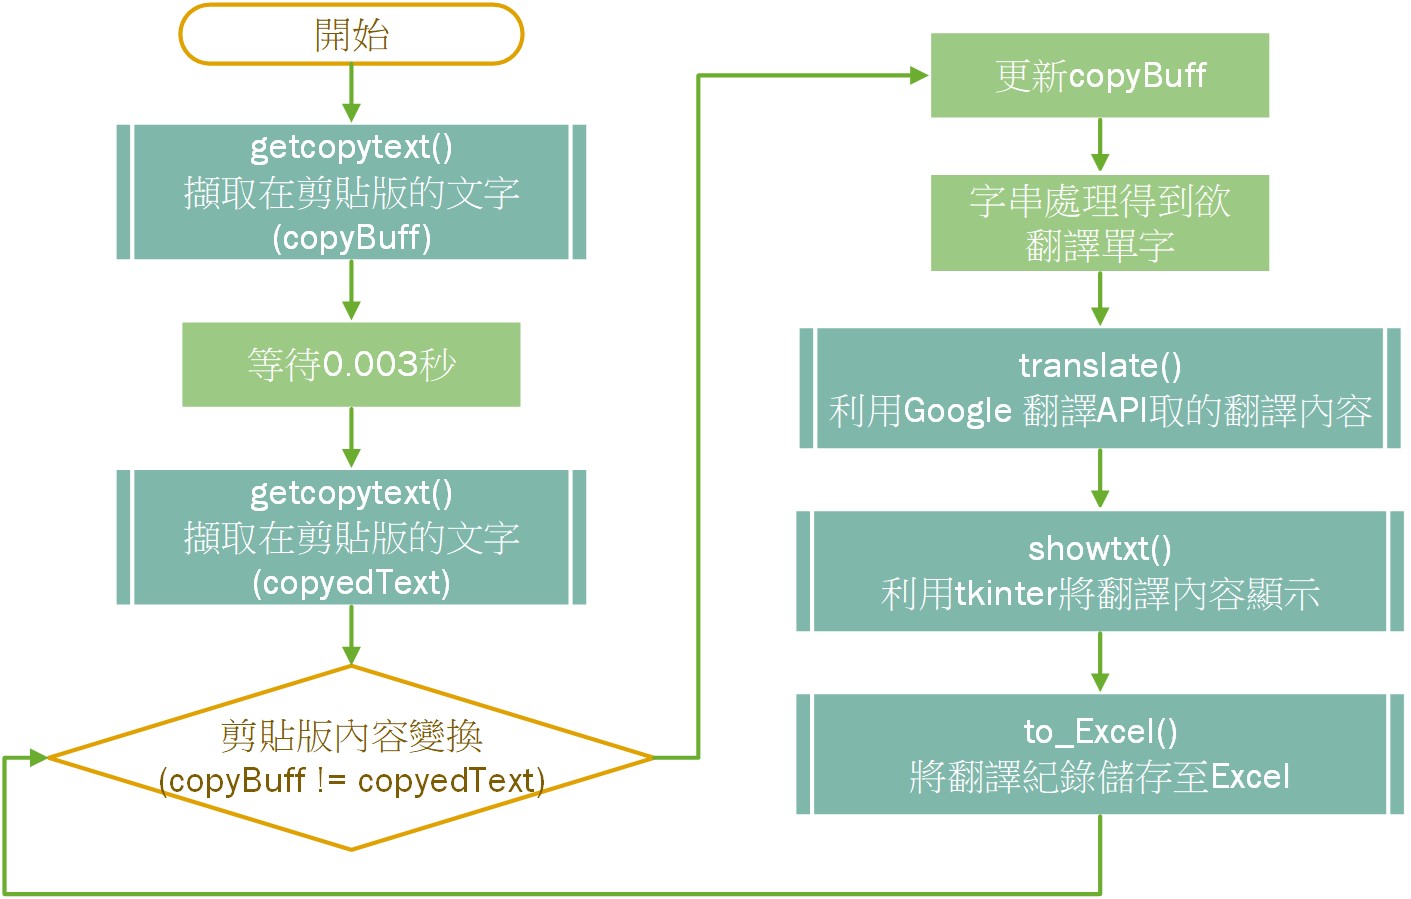 開始
getcopytext()
擷取在剪貼版的文字
(copyBuff)
等待0.003秒
getcopytext()
擷取在剪貼版的文字
(copyedText)
剪貼版內容變換
(copyBuff != copyedText)
更新copyBuff
字串處理得到欲
翻譯單字
translate()
利用Google 翻譯API取的翻譯內容
showtxt()
利用tkinter將翻譯內容顯示
to_Excel()
將翻譯紀錄儲存至Excel